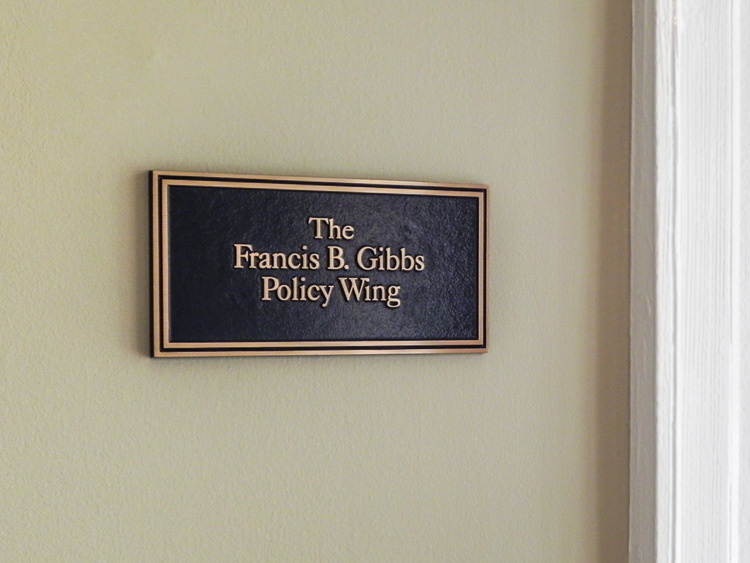 The
Francis B. Gibbs
Policy Wing